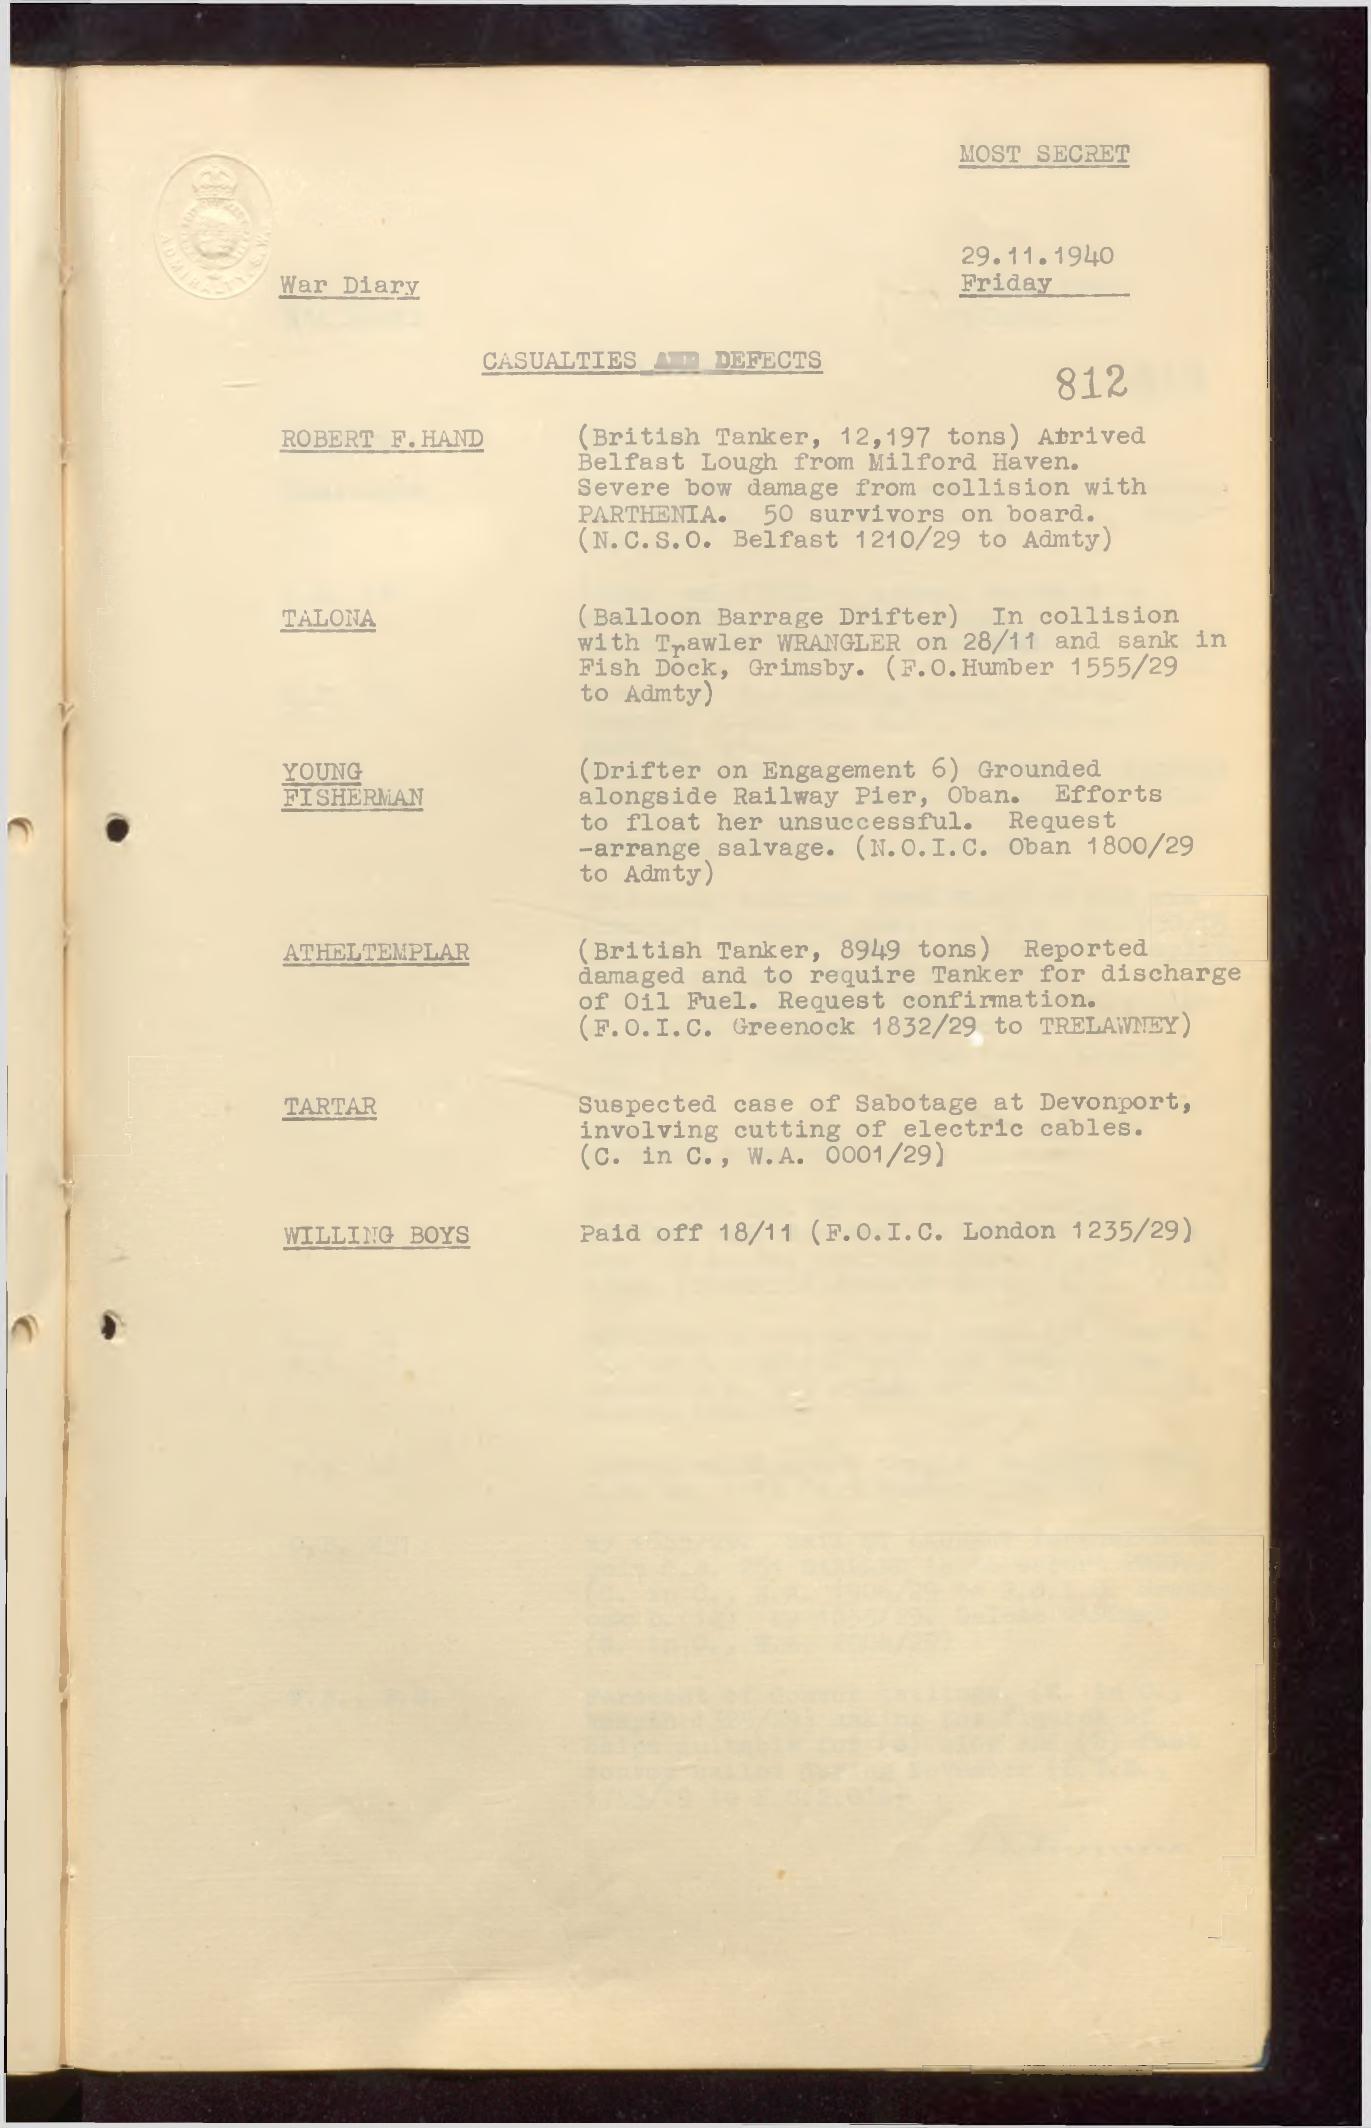 MOST SECRET
ADMIRALTY. S.W.
29.11.1940
War Diary
Friday
CASUALTIES AND DEFECTS
812
ROBERT F.HAND
(British Tanker, 12,197 tons) Arrived
Belfast Lough from Milford Haven.
Severe bow damage from collision with
PARTHENIA. 50 survivors on board.
(N.C.S.O. Belfast 1210/29 to Admty)
TALONA
(Balloon Barrage Drifter) In collision
with Trawler WRANGLER on 28/11 and sank in
Fish Dock, Grimsby. (F.O.Humber 1555/29
to Admty)
YOUNG
FISHERMAN
(Drifter on Engagement 6) Grounded
alongside Railway Pier, Oban. Efforts
to float her unsuccessful. Request
-arrange salvage. (N.O.I.C. Oban 1800/29
to Admty)
ATHELTEMPLAR
(British Tanker, 8949 tons) Reported
damaged and to require Tanker for discharge
of Oil Fuel. Request confirmation.
(F.O.I.C. Greenock 1832/29 to TRELAWNEY)
TARTAR
Suspected case of Sabotage at Devonport,
involving cutting of electric cables.
(C. in C., W.A. 0001/29)
WILLING BOYS
Paid off 18/11 (F.O.I.C. London 1235/29)